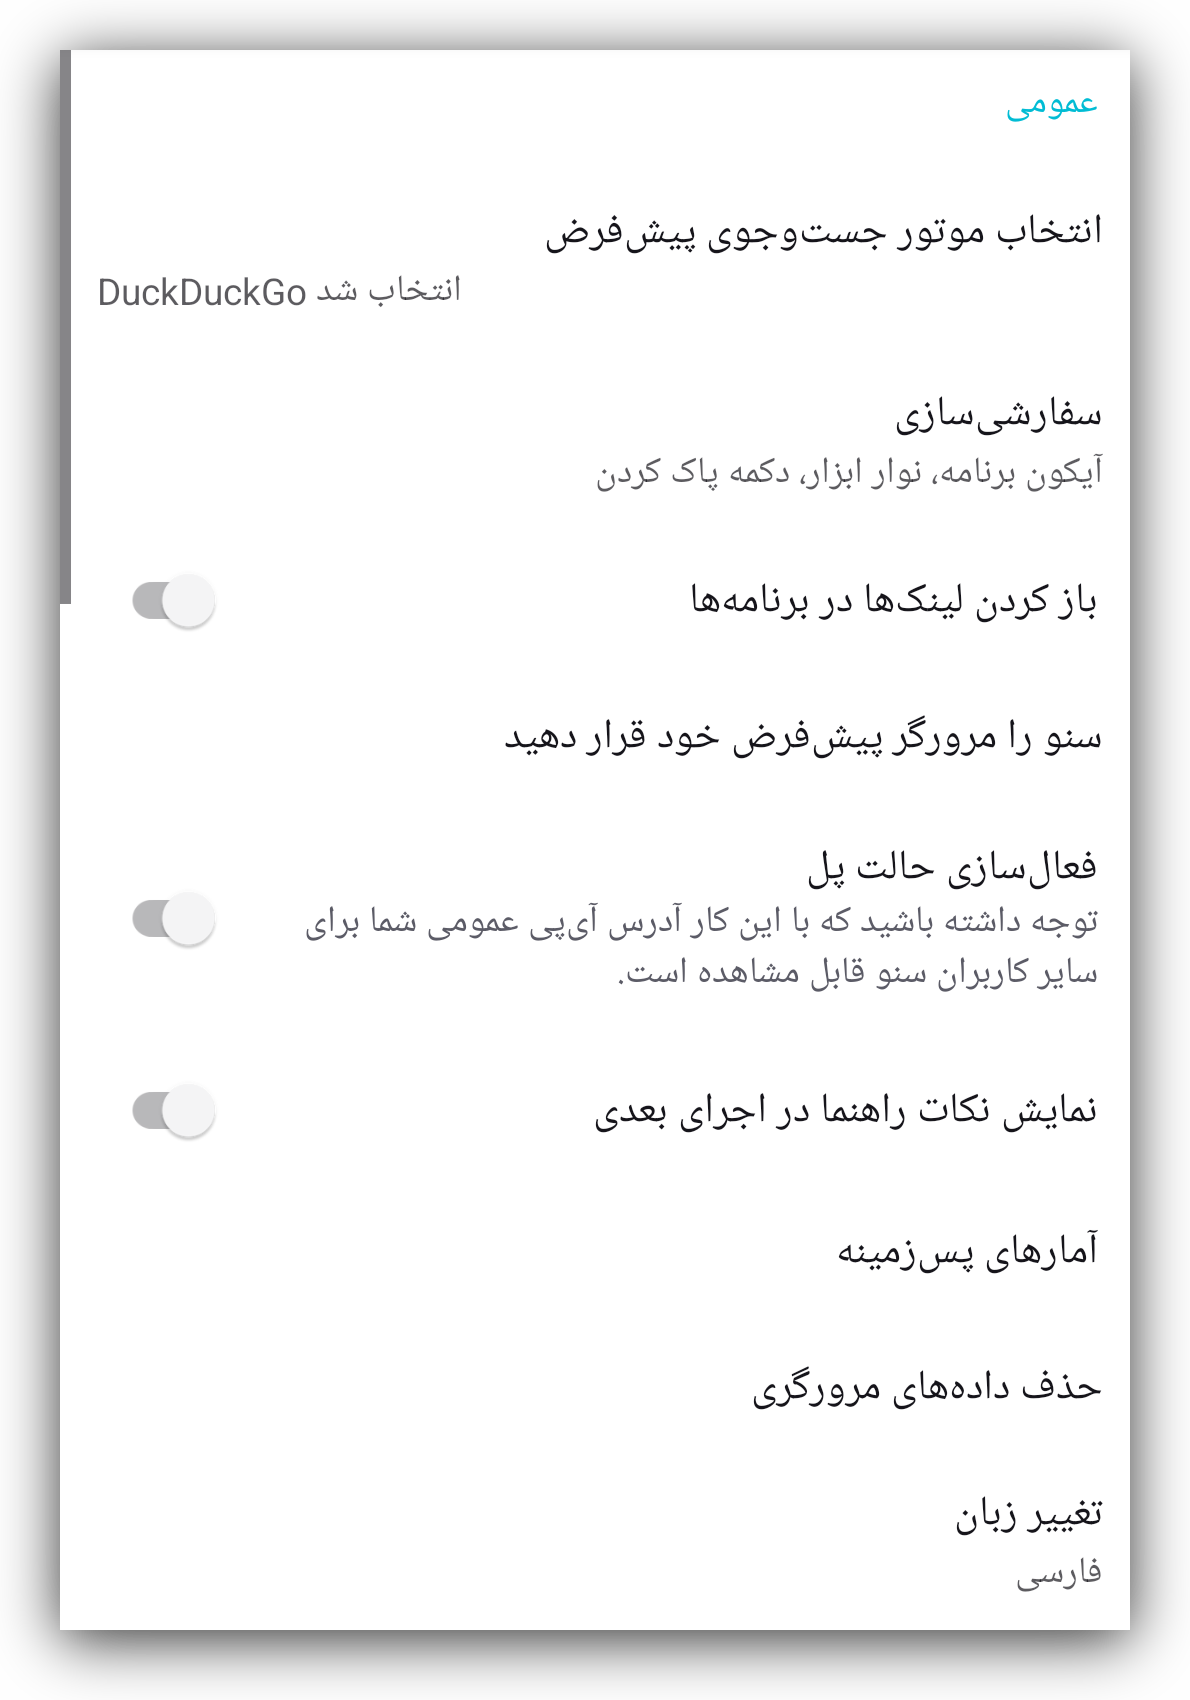 عمومی
انتخاب موتور جست‌وجوی پیش‌فرض
انتخاب شد DuckDuckGo
سفارشی‌سازی
آیکون برنامه، نوار ابزار، دکمه پاک کردن
باز کردن لینک‌ها در برنامه‌ها
سنو را مرورگر پیش‌فرض خود قرار دهید
فعال‌سازی حالت پل
توجه داشته باشید که با این کار آدرس آی‌پی عمومی شما برای
سایر کاربران سنو قابل مشاهده است.
نمایش نکات راهنما در اجرای بعدی
آمارهای پس‌زمینه
حذف داده‌های مرورگری
تغییر زبان
فارسی